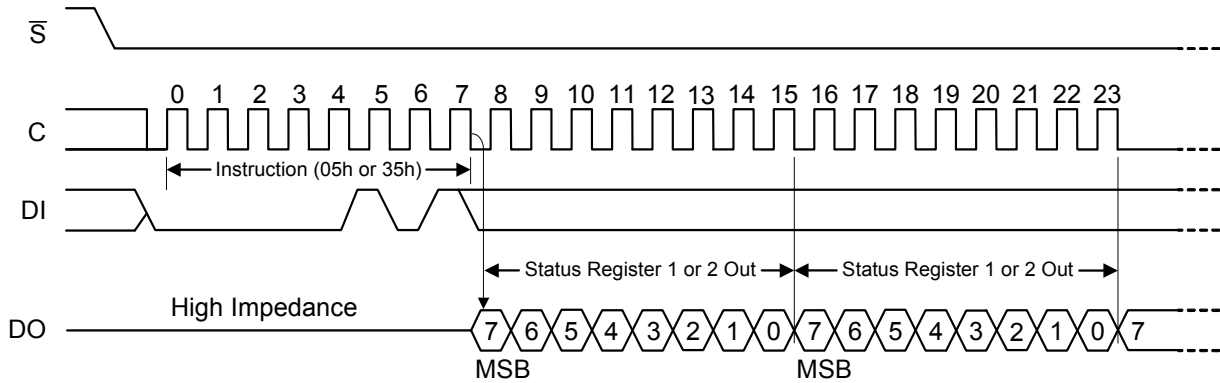 S
0 1 2 3 4 5 6 7 8 9 10 11 12 13 14 15 16 17 18 19 20 21 22 23
C
Instruction (05h or 35h)
DI
Status Register 1 or 2 Out Status Register 1 or 2 Out
High Impedance
DO 7 6 5 4 3 2 1 0 7 6 5 4 3 2 1 0 7
MSB MSB